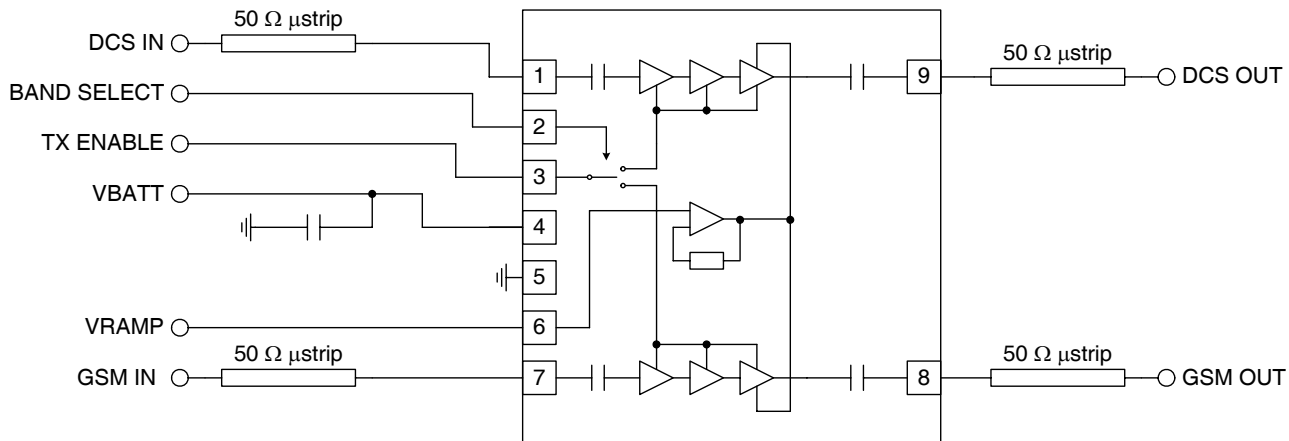 50 Ω μstrip
DCS IN
1
9
50 Ω μstrip
DCS OUT
BAND SELECT
2
TX ENABLE
3
VBATT
4
5
VRAMP
6
50 Ω μstrip
GSM IN
7
8
50 Ω μstrip
GSM OUT